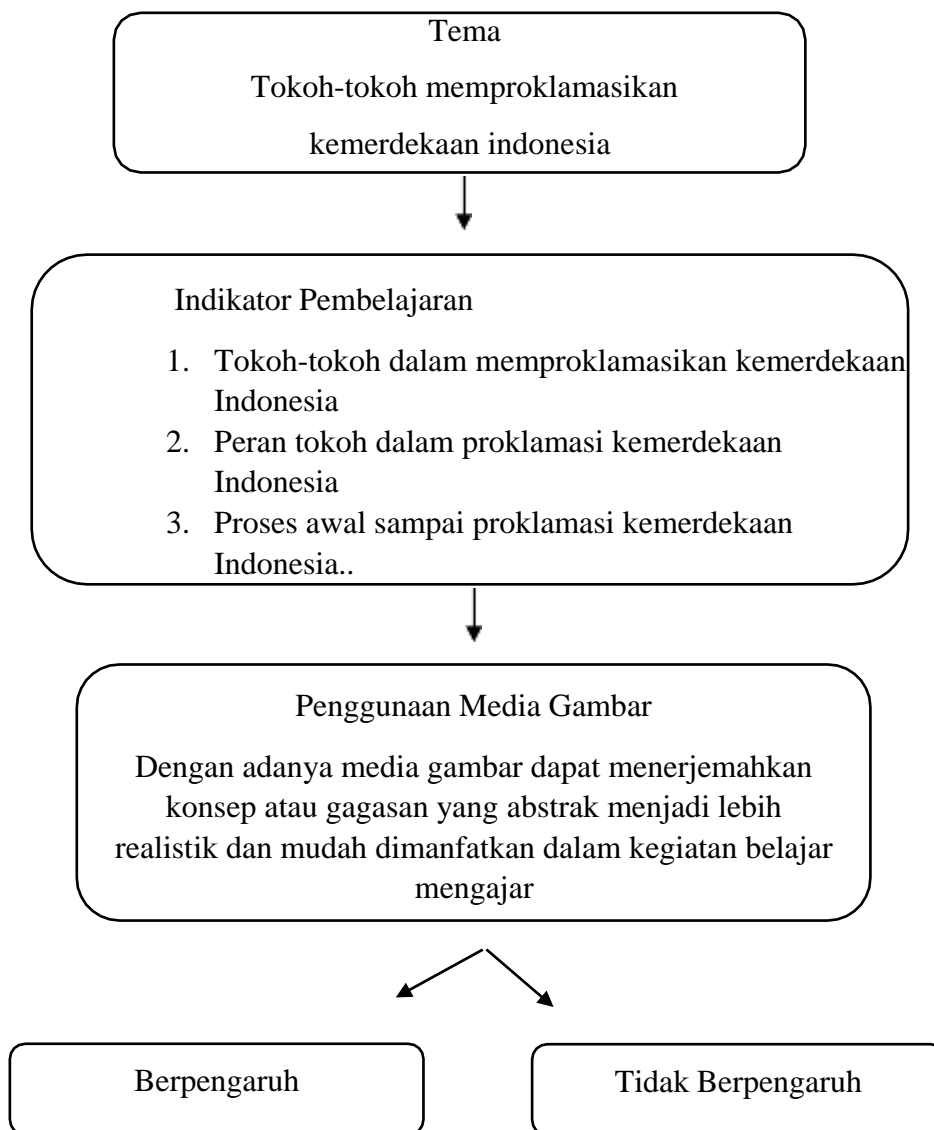 Tema
Tokoh-tokoh memproklamasikan
kemerdekaan indonesia
Indikator Pembelajaran
1. Tokoh-tokoh dalam memproklamasikan kemerdekaan
Indonesia
2. Peran tokoh dalam proklamasi kemerdekaan
Indonesia
3. Proses awal sampai proklamasi kemerdekaan
Indonesia..
Penggunaan Media Gambar
Dengan adanya media gambar dapat menerjemahkan
konsep atau gagasan yang abstrak menjadi lebih
realistik dan mudah dimanfatkan dalam kegiatan belajar
mengajar
Berpengaruh
Tidak Berpengaruh